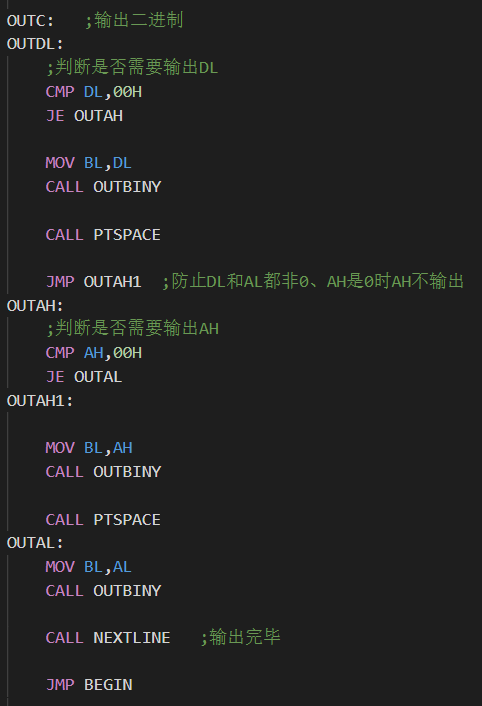 OUTC:   ;输出二进制
OUTDL:
    ;判断是否需要输出DL
    CMP DL,00H
    JE OUTAH
    MOV BL,DL
    CALL OUTBINY
    CALL PTSPACE
    JMP OUTAH1  ;防止DL和AL都非0、AH是0时AH不输出
OUTAH:
    ;判断是否需要输出AH
    CMP AH,00H
    JE OUTAL
OUTAH1:
    MOV BL,AH
    CALL OUTBINY
    CALL PTSPACE
OUTAL:
    MOV BL,AL
    CALL OUTBINY
    CALL NEXTLINE   ;输出完毕
    JMP BEGIN